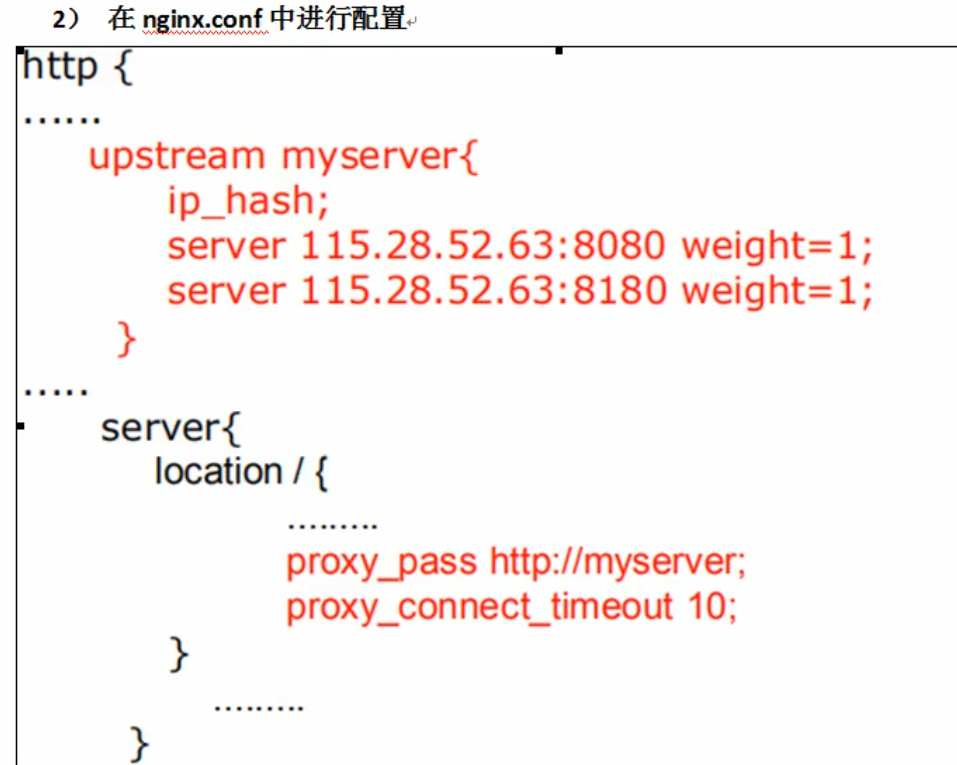 2） 在 nginx.conf 中进行配置
http {
......
upstream myserver{
ip_hash;
server 115.28.52.63:8080 weight=1;
server 115.28.52.63:8180 weight=1;
}
.....
server{
location / {
.........
proxy_pass http://myserver;
proxy_connect_timeout 10;
}
.........
}